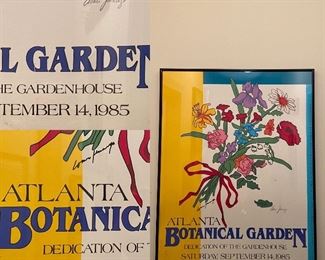 L GARDEN
HE GARDENHOUSE
TEMBER 14, 1985
ATLANTA
BOTANICA
DEDICATION OF T
ATLANTA
BOTANICAL GARDEN
DEDICATION OF THE GARDENHOUSE
SATURDAY, SEPTEMBER 14, 1985